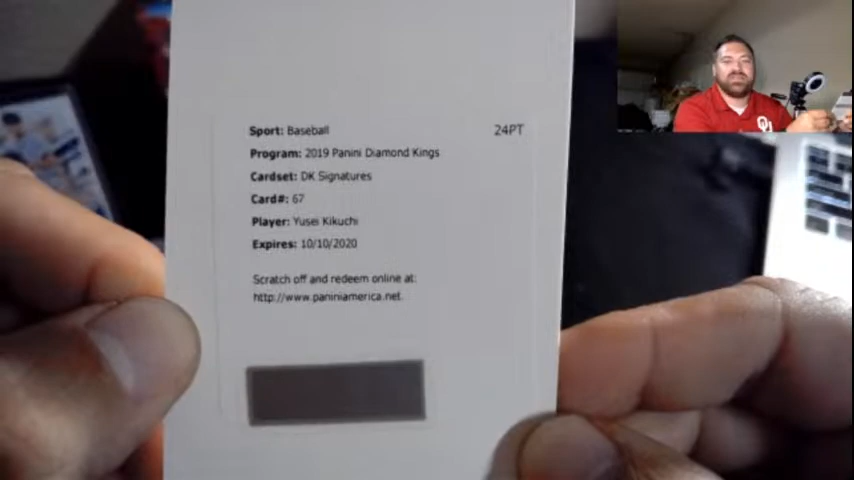 Sport: Baseball
24PT
Program: 2019 Panini Diamond Kings
Cardset: DK Signatures
Card#: 67
Player: Yusei Kikuchi
Expires: 10/10/2020
Scratch off and redeem online at:
http://www.paniniamerica.net.
OU